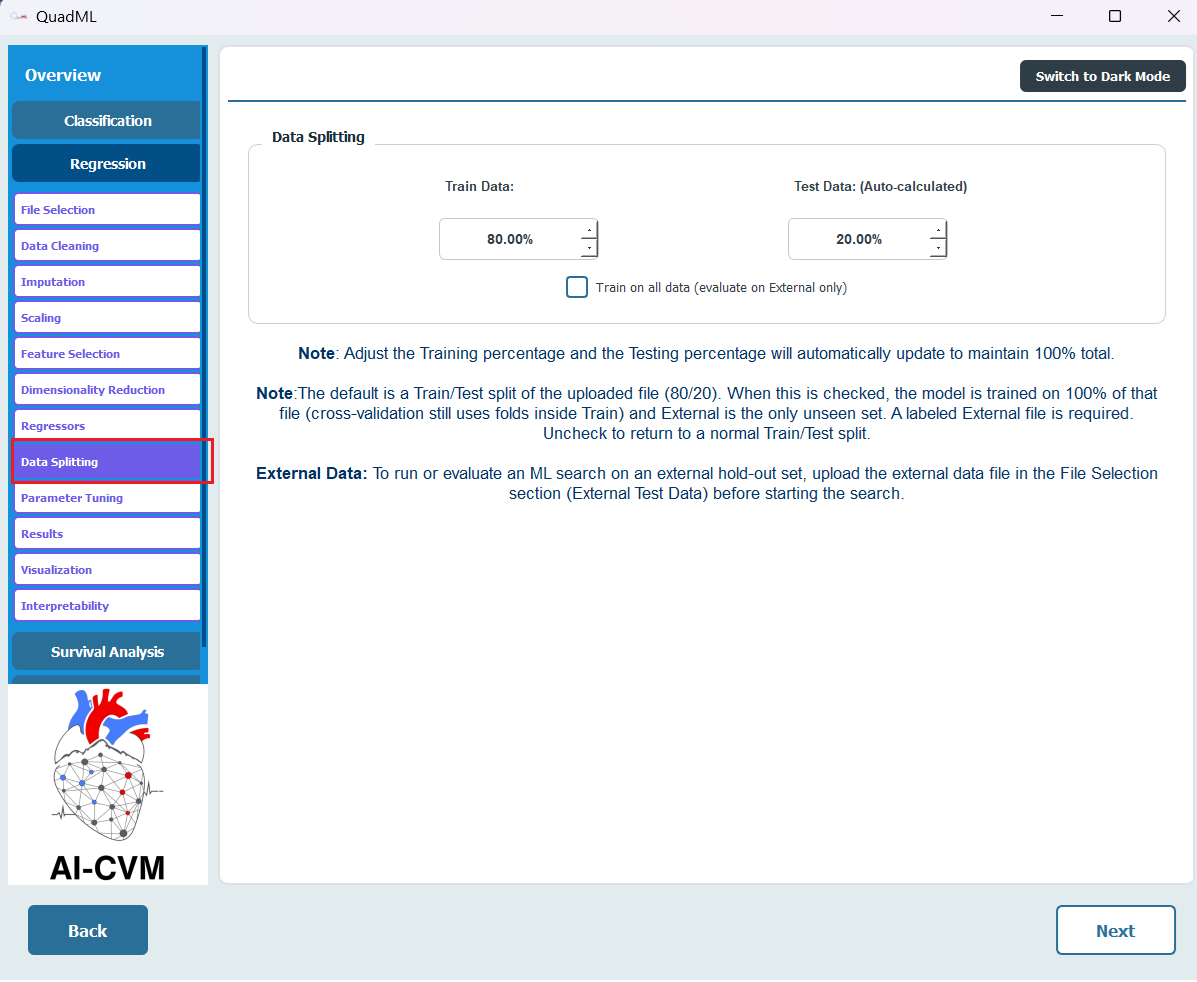 QuadML
Overview
Classification
Regression
File Selection
Data Cleaning
Imputation
Scaling
Feature Selection
Dimensionality Reduction
Regressors
Data Splitting
Parameter Tuning
Results
Visualization
Interpretability
Survival Analysis
AI-CVM
Back
Switch to Dark Mode
Data Splitting
Train Data:
Test Data: (Auto-calculated)
80.00%
20.00%
Train on all data (evaluate on External only)
Note: Adjust the Training percentage and the Testing percentage will automatically update to maintain 100% total.
Note:The default is a Train/Test split of the uploaded file (80/20). When this is checked, the model is trained on 100% of that
file (cross-validation still uses folds inside Train) and External is the only unseen set. A labeled External file is required.
Uncheck to return to a normal Train/Test split.
External Data: To run or evaluate an ML search on an external hold-out set, upload the external data file in the File Selection
section (External Test Data) before starting the search.
Next